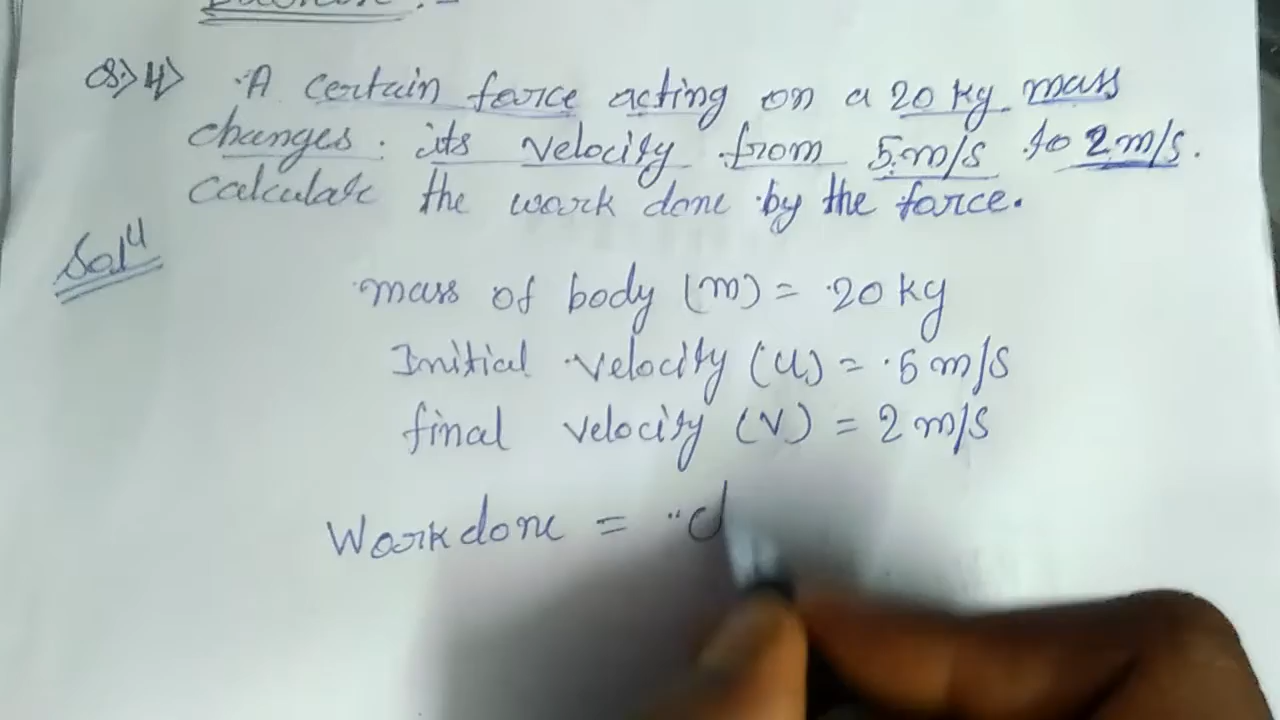 Q.>4> A certain force acting on a 20 kg mass
changes its velocity from 5 m/s to 2 m/s.
calculate the work done by the force.
Sol4
mass of body (m) = 20 kg
Initial velocity (u) = 5 m/s
final velocity (v) = 2 m/s
Work done =